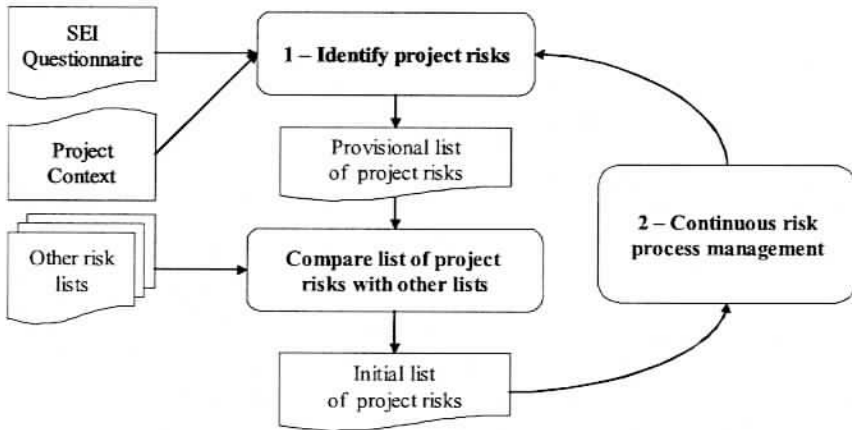 SEI
Questionnaire
1 – Identify project risks
Project
Context
Provisional list
of project risks
Other risk
lists
Compare list of project
risks with other lists
2 – Continuous risk
process management
Initial list
of project risks